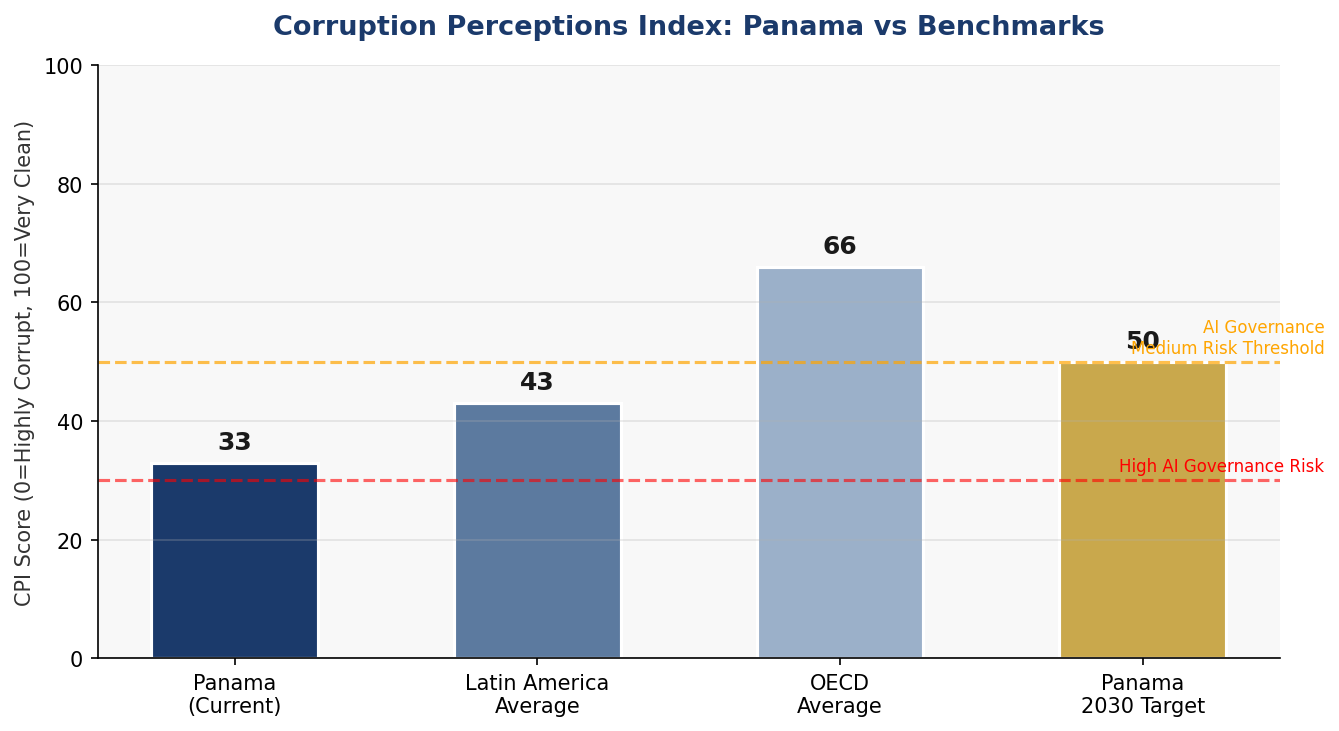 Corruption Perceptions Index: Panama vs Benchmarks
CPI Score (0=Highly Corrupt, 100=Very Clean)
100
80
60
40
20
0
33
43
66
50
AI Governance
Medium Risk Threshold
High AI Governance Risk
Panama
(Current)
Latin America
Average
OECD
Average
Panama
2030 Target